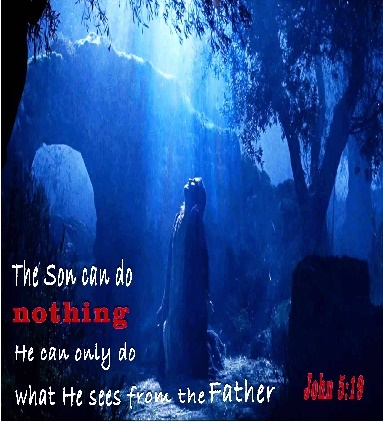 The Son can do
nothing
He can only do
what He sees from the Father
John 5:19